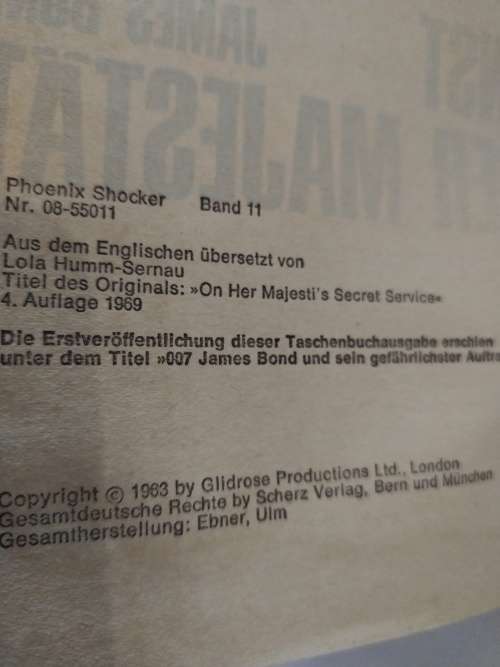 Phoenix Shocker Band 11
Nr. 08-55011
Aus dem Englischen übersetzt von
Lola Humm-Sernau
Titel des Originals: »On Her Majesti's Secret Service«
4. Auflage 1969
Die Erstveröffentlichung dieser Taschenbuchausgabe erschien
unter dem Titel »007 James Bond und sein gefährlichster Auftra
Copyright © 1963 by Glidrose Productions Ltd., London
Gesamtdeutsche Rechte by Scherz Verlag, Bern und München
Gesamtherstellung: Ebner, Ulm